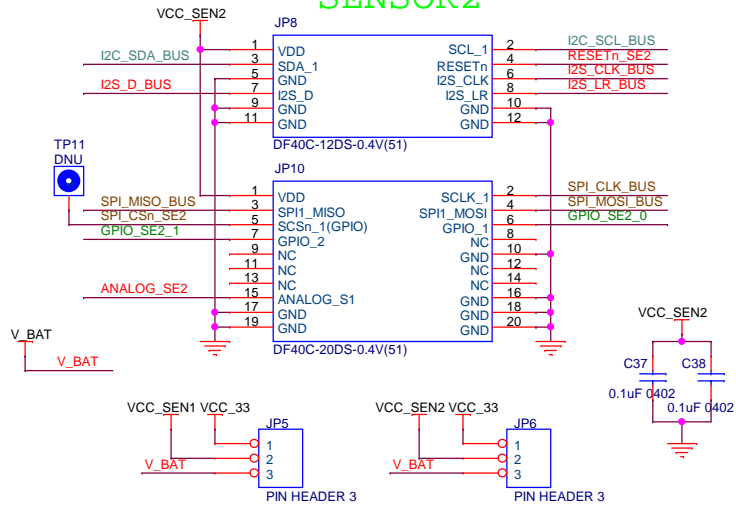 SENSOR2
VCC_SEN2
JP8
I2C_SDA_BUS
1 VDD SCL_1 2 I2C_SCL_BUS
3 SDA_1 RESETn 4 RESETn_SE2
5 GND I2S_CLK 6 I2S_CLK_BUS
I2S_D_BUS 7 I2S_D I2S_LR 8 I2S_LR_BUS
9 GND GND 10
11 GND GND 12
DF40C-12DS-0.4V(51)
TP11
DNU
JP10
1 VDD SCLK_1 2 SPI_CLK_BUS
SPI_MISO_BUS 3 SPI1_MISO SPI1_MOSI 4 SPI_MOSI_BUS
SPI_CSn_SE2 5 SCSn_1(GPIO) GPIO_1 6 GPIO_SE2_0
GPIO_SE2_1 7 GPIO_2 NC 8
9 NC GND 10
11 NC NC 12
13 NC NC 14
ANALOG_SE2 15 ANALOG_S1 GND 16
17 GND GND 18
19 GND GND 20
DF40C-20DS-0.4V(51)
V_BAT
V_BAT
VCC_SEN2
C37 C38
0.1uF 0402
0.1uF 0402
VCC_SEN1 VCC_33
JP5
1
2
V_BAT 3
PIN HEADER 3
VCC_SEN2 VCC_33
JP6
1
2
V_BAT 3
PIN HEADER 3